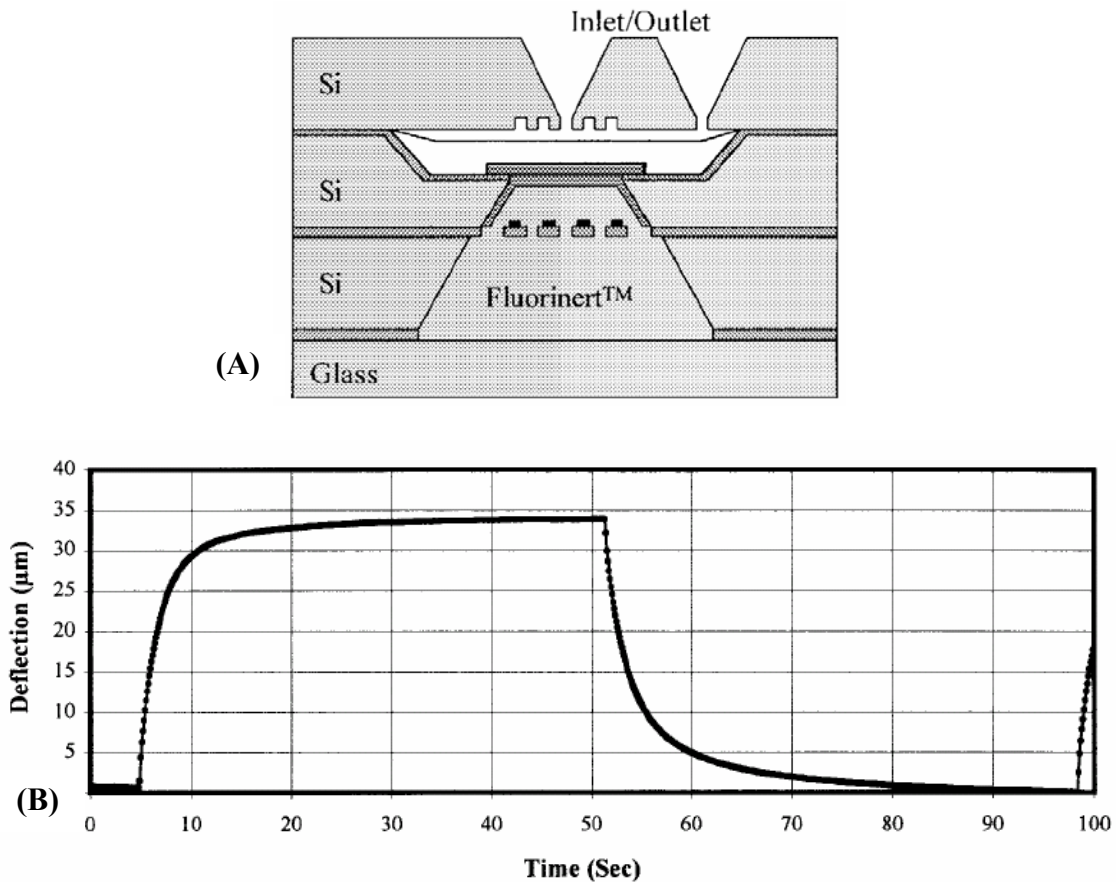 Inlet/Outlet
Si
Si
Si
Fluorinert™
(A)
Glass
40
35
30
25
20
15
10
5
Deflection (μm)
(B)
0 10 20 30 40 50 60 70 80 90 100
Time (Sec)